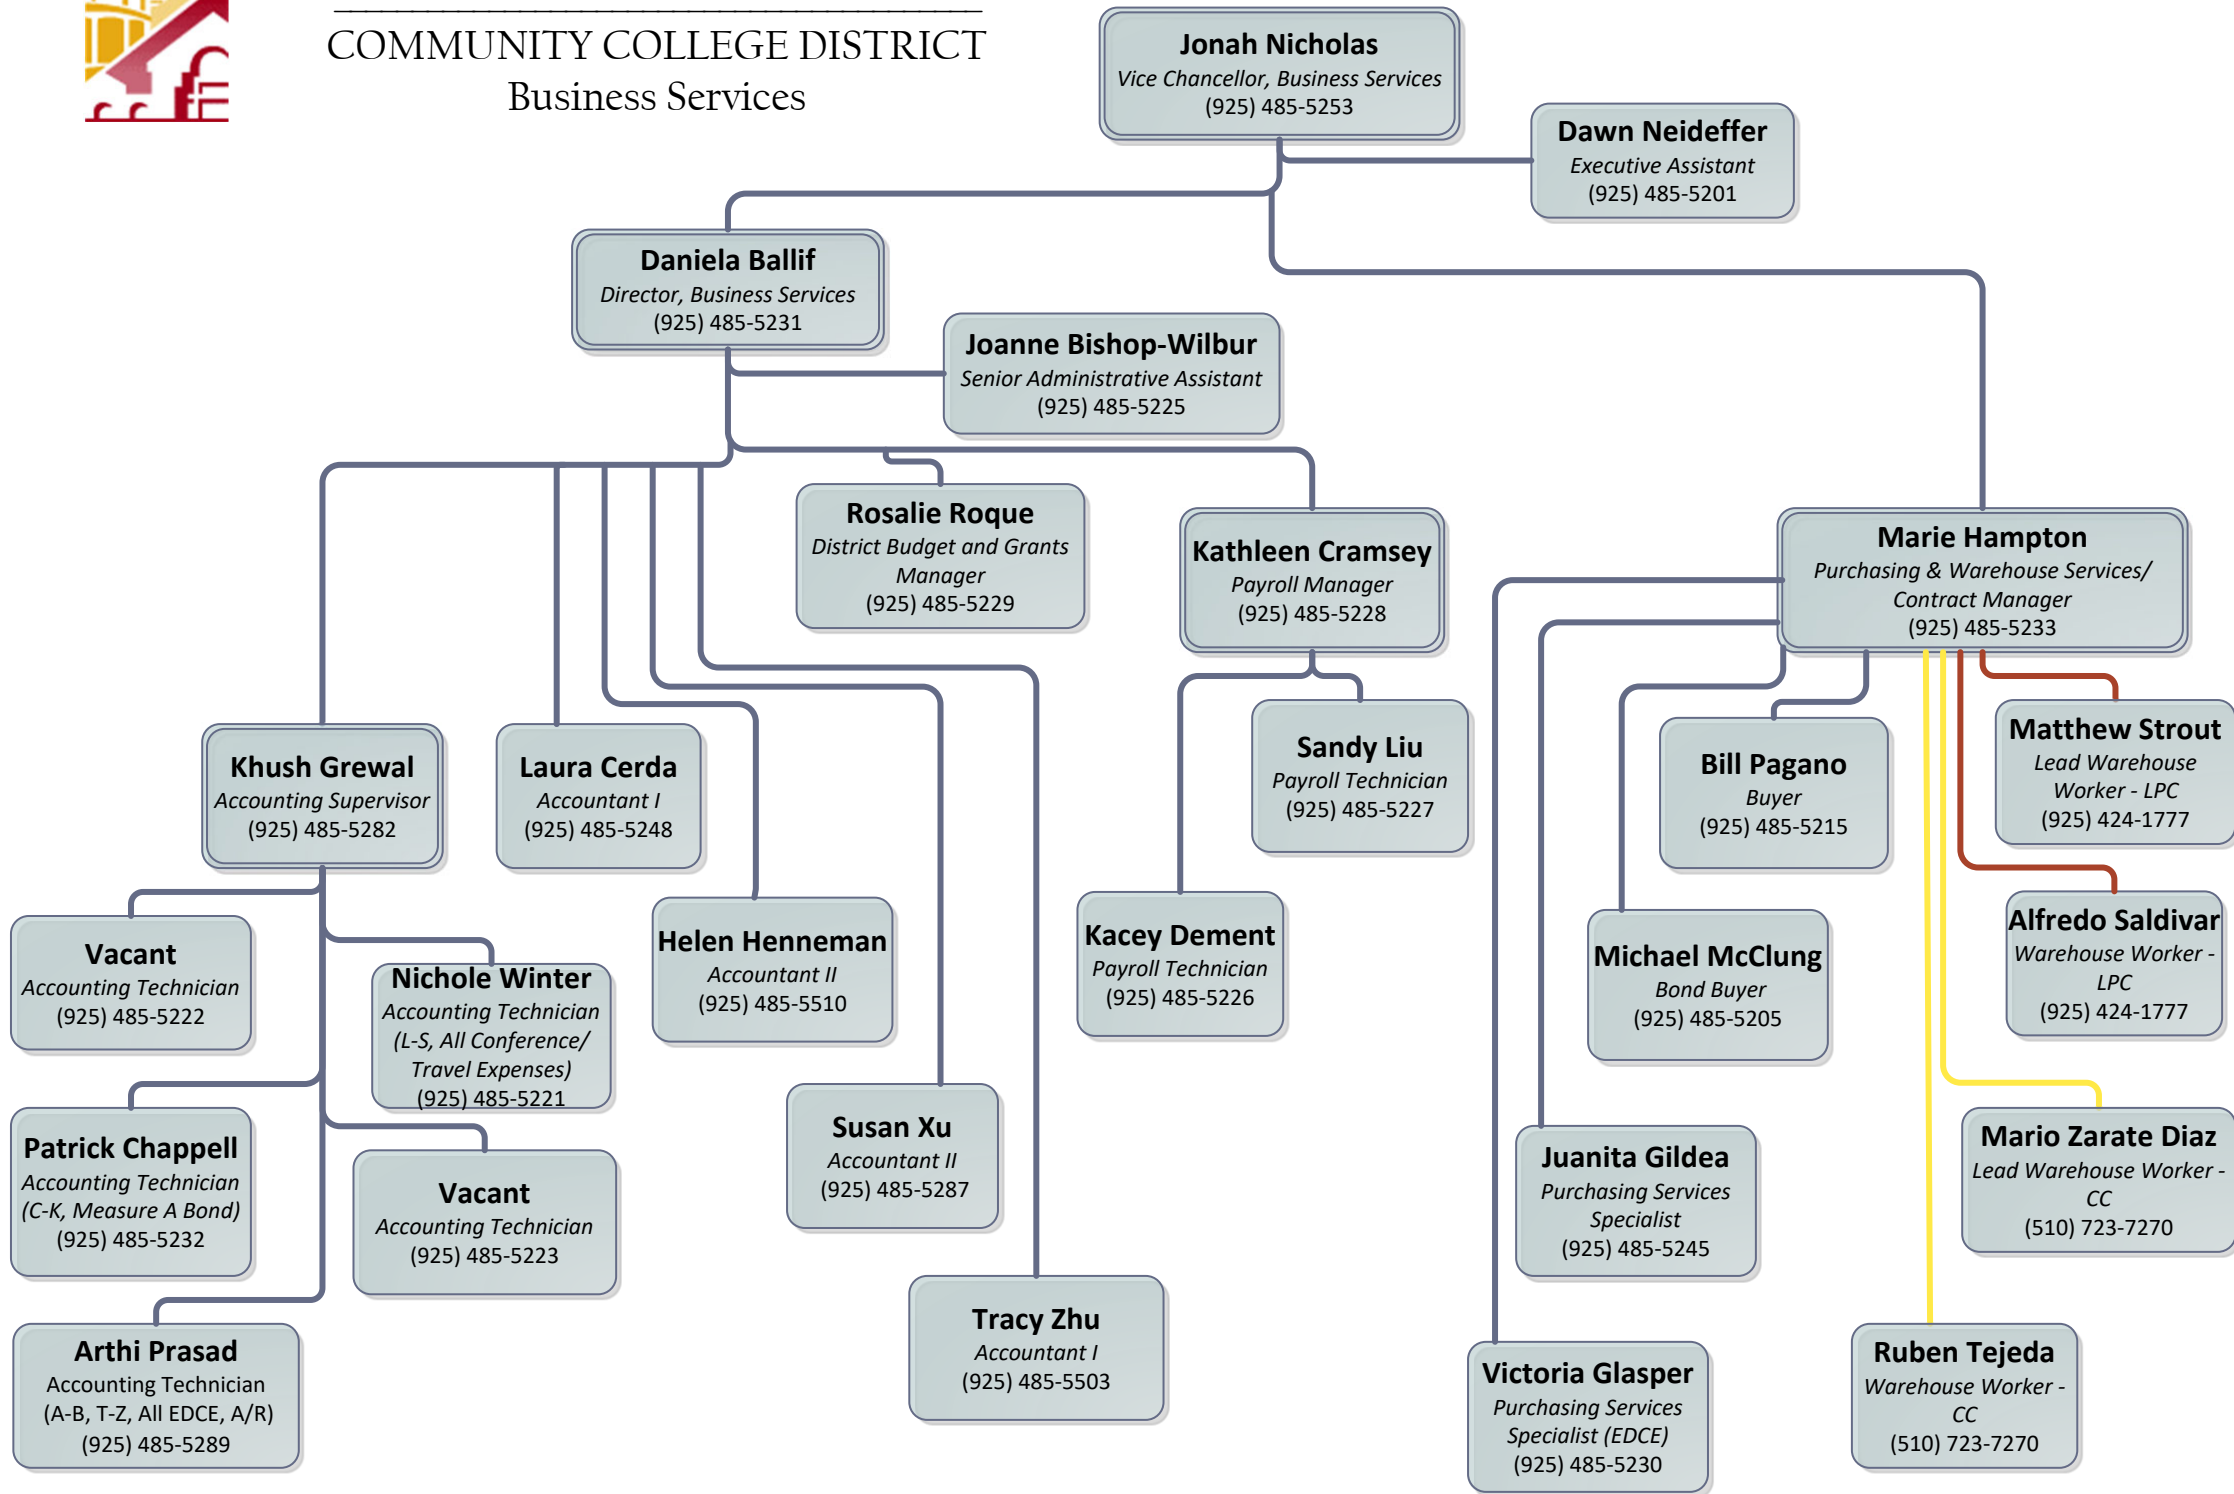 COMMUNITY COLLEGE DISTRICT
Business Services
Jonah Nicholas
Vice Chancellor, Business Services
(925) 485-5253
Dawn Neideffer
Executive Assistant
(925) 485-5201
Daniela Ballif
Director, Business Services
(925) 485-5231
Joanne Bishop-Wilbur
Senior Administrative Assistant
(925) 485-5225
Rosalie Roque
District Budget and Grants
Manager
(925) 485-5229
Kathleen Cramsey
Payroll Manager
(925) 485-5228
Marie Hampton
Purchasing & Warehouse Services/
Contract Manager
(925) 485-5233
Khush Grewal
Accounting Supervisor
(925) 485-5282
Laura Cerda
Accountant I
(925) 485-5248
Sandy Liu
Payroll Technician
(925) 485-5227
Bill Pagano
Buyer
(925) 485-5215
Matthew Strout
Lead Warehouse
Worker - LPC
(925) 424-1777
Vacant
Accounting Technician
(925) 485-5222
Nichole Winter
Accounting Technician
(L-S, All Conference/
Travel Expenses)
(925) 485-5221
Helen Henneman
Accountant II
(925) 485-5510
Kacey Dement
Payroll Technician
(925) 485-5226
Michael McClung
Bond Buyer
(925) 485-5205
Alfredo Saldivar
Warehouse Worker -
LPC
(925) 424-1777
Patrick Chappell
Accounting Technician
(C-K, Measure A Bond)
(925) 485-5232
Vacant
Accounting Technician
(925) 485-5223
Susan Xu
Accountant II
(925) 485-5287
Juanita Gildea
Purchasing Services
Specialist
(925) 485-5245
Mario Zarate Diaz
Lead Warehouse Worker -
CC
(510) 723-7270
Arthi Prasad
Accounting Technician
(A-B, T-Z, All EDCE, A/R)
(925) 485-5289
Tracy Zhu
Accountant I
(925) 485-5503
Victoria Glasper
Purchasing Services
Specialist (EDCE)
(925) 485-5230
Ruben Tejeda
Warehouse Worker -
CC
(510) 723-7270